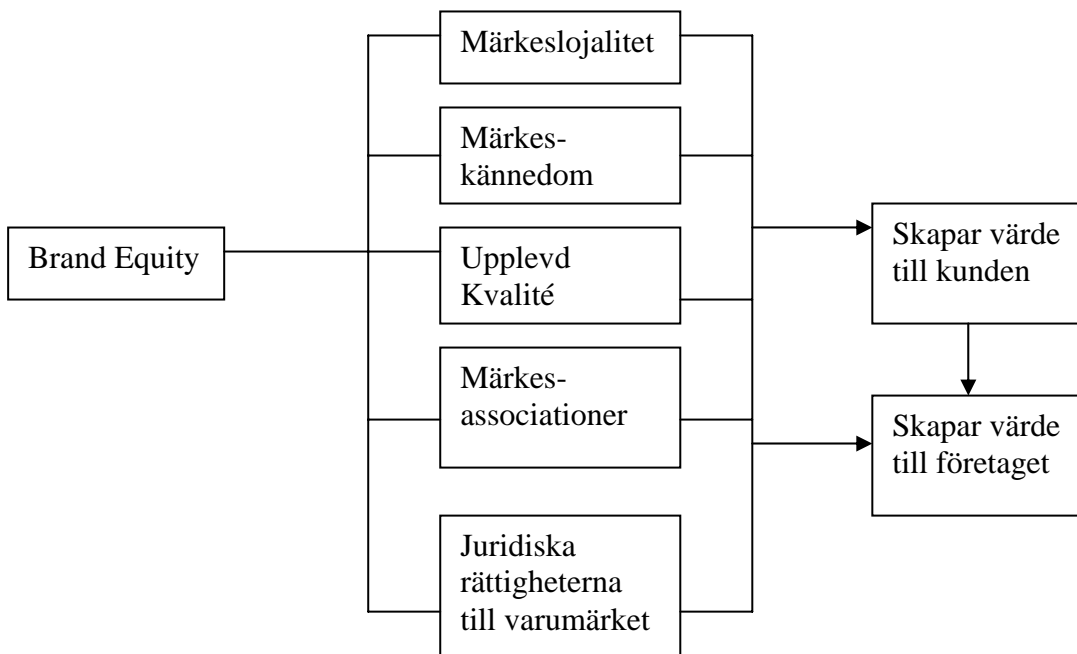 Märkeslojalitet
Märkes-
kännedom
Brand Equity
Upplevd
Kvalité
Skapar värde
till kunden
Märkes-
associationer
Skapar värde
till företaget
Juridiska
rättigheterna
till varumärket